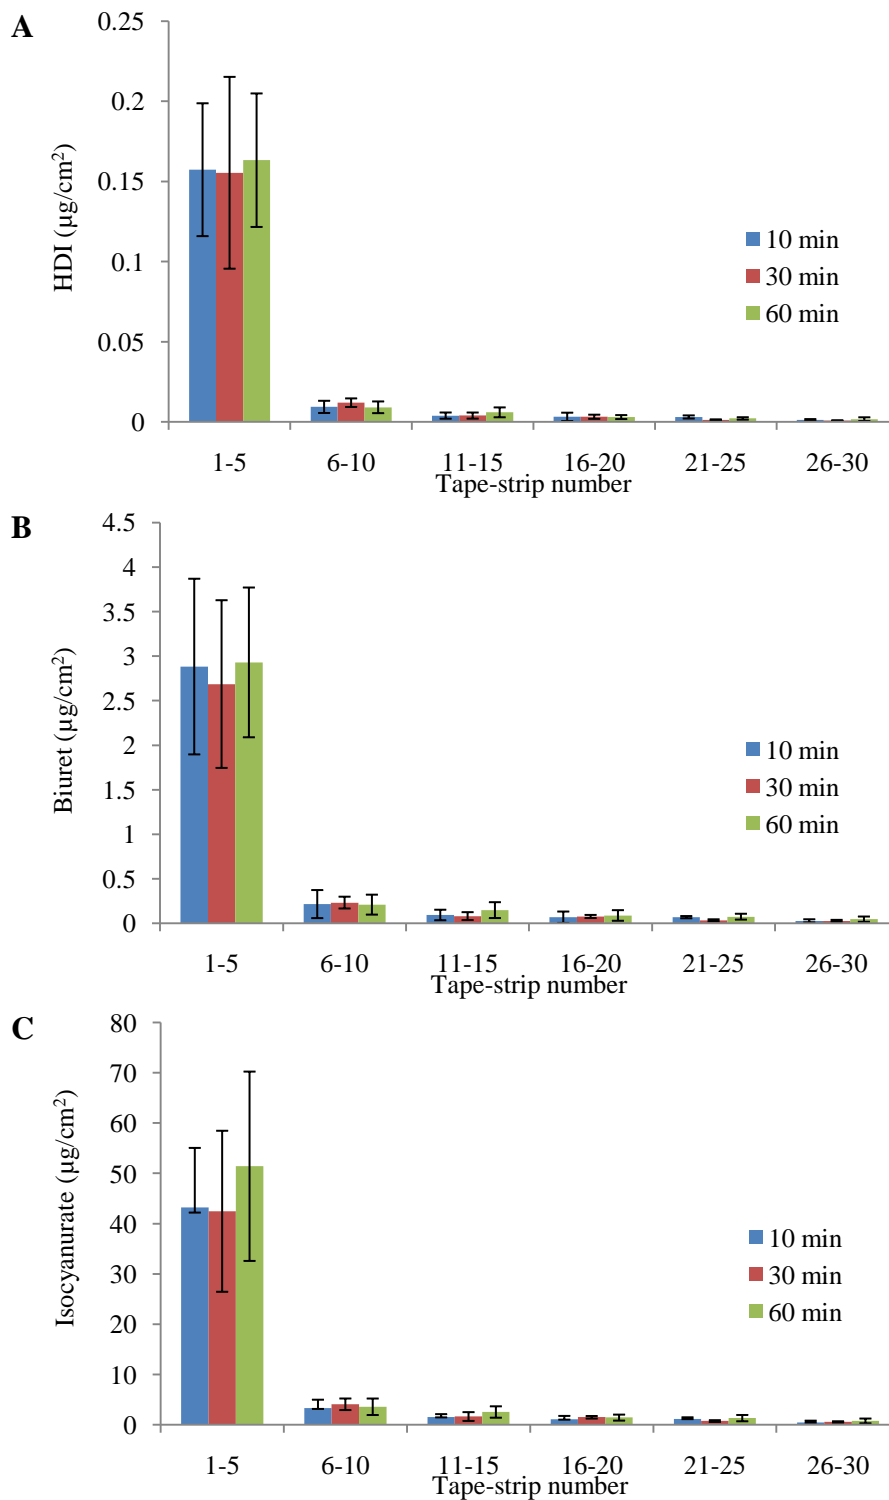 A
0.25
0.2
0.15
0.1
0.05
0
HDI (µg/cm²)
10 min
30 min
60 min
1-5 6-10 11-15 16-20 21-25 26-30
Tape-strip number
B
4.5
4
3.5
3
2.5
2
1.5
1
0.5
0
Biuret (µg/cm²)
10 min
30 min
60 min
1-5 6-10 11-15 16-20 21-25 26-30
Tape-strip number
C
80
70
60
50
40
30
20
10
0
Isocyanurate (µg/cm²)
10 min
30 min
60 min
1-5 6-10 11-15 16-20 21-25 26-30
Tape-strip number